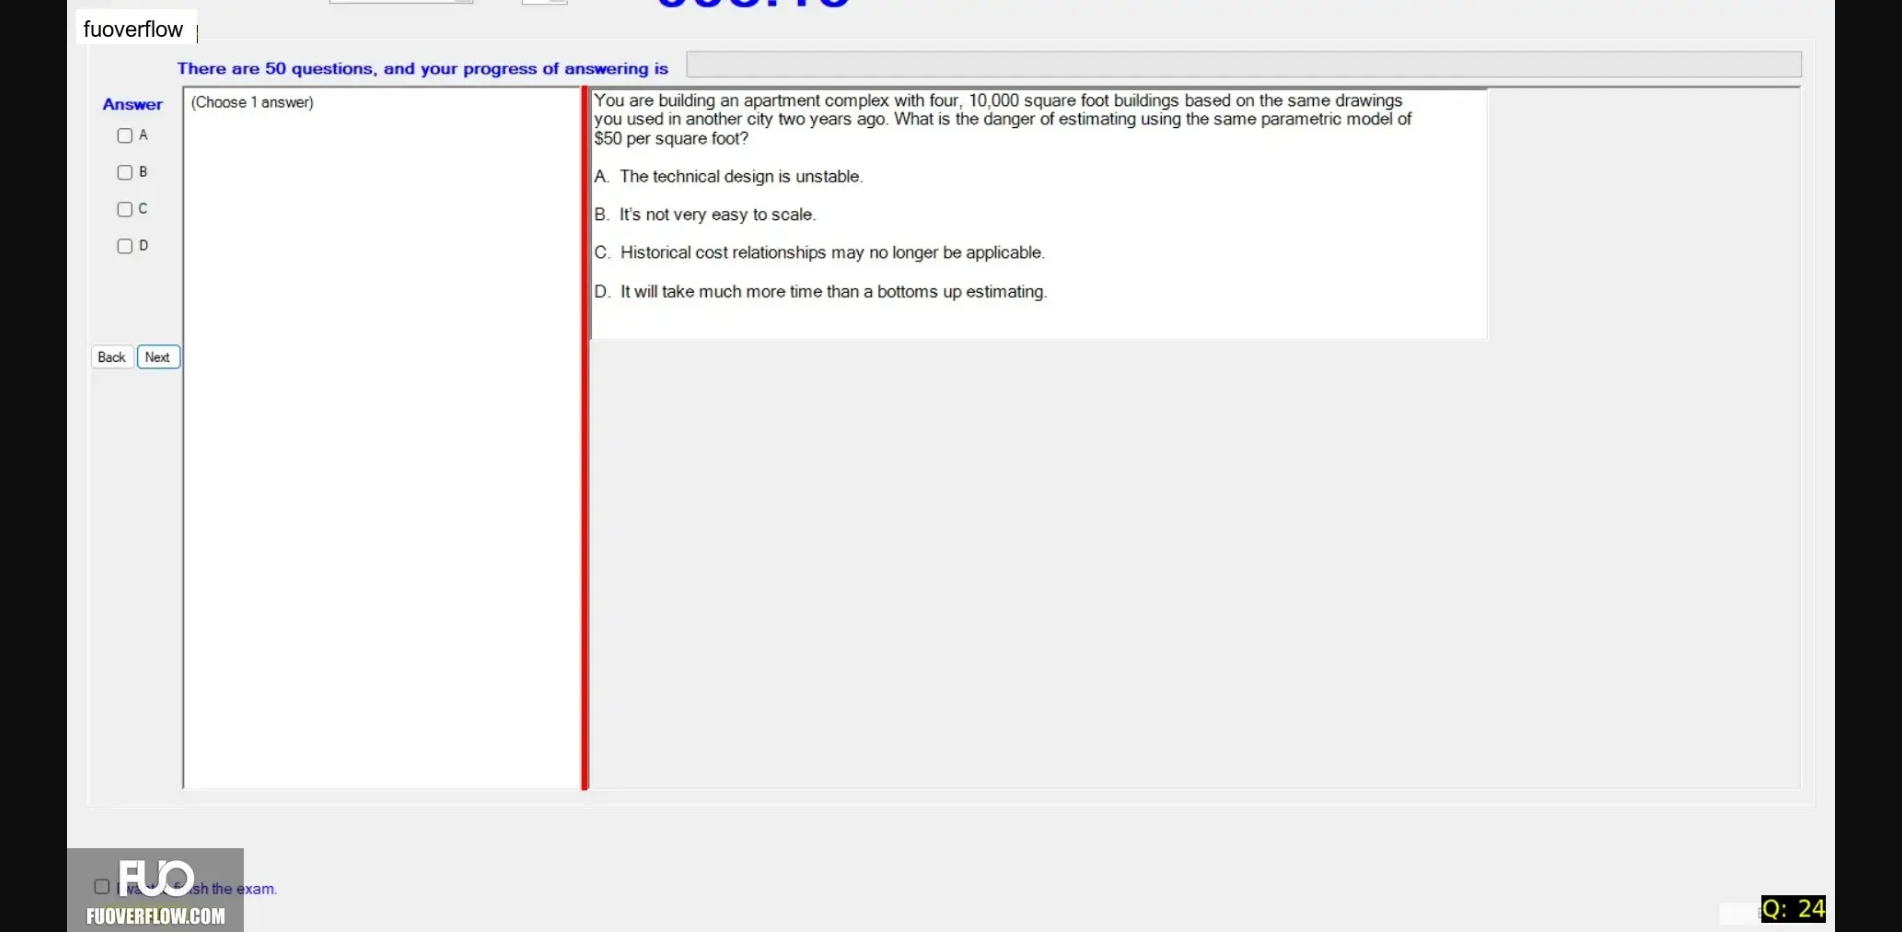 fuoverflow
There are 50 questions, and your progress of answering is
Answer
(Choose 1 answer)
A
B
C
D
Back
Next
You are building an apartment complex with four, 10,000 square foot buildings based on the same drawings
you used in another city two years ago. What is the danger of estimating using the same parametric model of
$50 per square foot?
A. The technical design is unstable.
B. It's not very easy to scale.
C. Historical cost relationships may no longer be applicable.
D. It will take much more time than a bottoms up estimating.
FUO
the exam.
FUOVERFLOW.COM
Q: 24